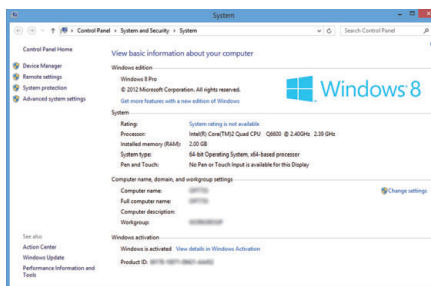 System
Control Panel › System and Security › System
Search Control Panel
Control Panel Home
Device Manager
Remote settings
System protection
Advanced system settings
View basic information about your computer
Windows edition
Windows 8 Pro
© 2012 Microsoft Corporation. All rights reserved.
Get more features with a new edition of Windows
Windows 8
System
Rating: System rating is not available
Processor: Intel(R) Core(TM)2 Quad CPU Q6600 @ 2.40GHz 2.39 GHz
Installed memory (RAM): 2.00 GB
System type: 64-bit Operating System, x64-based processor
Pen and Touch: No Pen or Touch Input is available for this Display
Computer name, domain, and workgroup settings
Computer name:
Change settings
Full computer name:
Computer description:
Workgroup:
Windows activation
Windows is activated View details in Windows Activation
Product ID:
See also
Action Center
Windows Update
Performance Information and
Tools